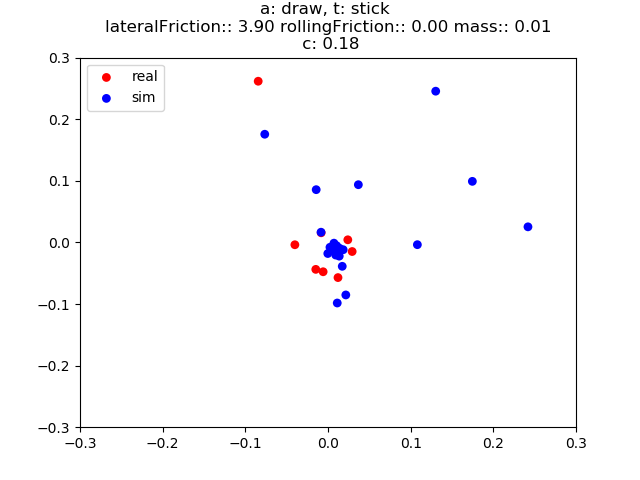 a: draw, t: stick
lateralFriction:: 3.90 rollingFriction:: 0.00 mass:: 0.01
c: 0.18
real
sim
0.3
0.2
0.1
0.0
−0.1
−0.2
−0.3
−0.3 −0.2 −0.1 0.0 0.1 0.2 0.3